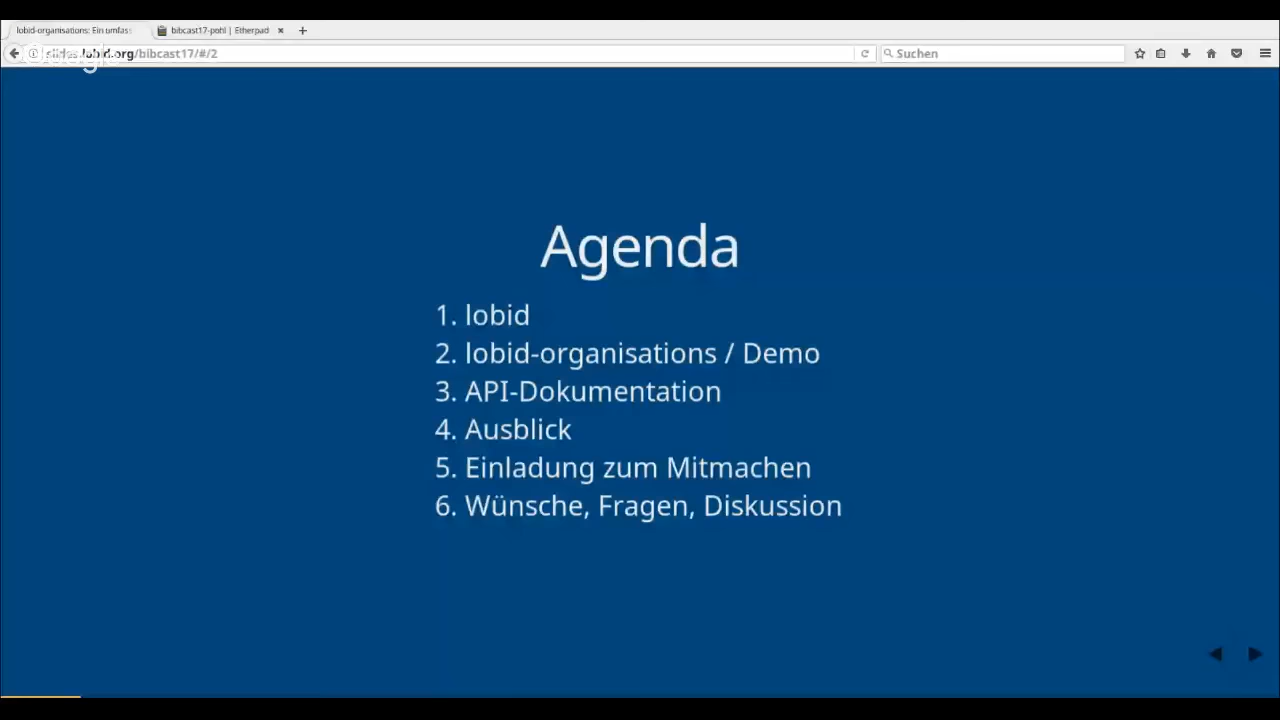 lobid-organisations: Ein umfas
bibcast17-pohl | Etherpad
lobid.org/bibcast17/#/2
Suchen
Agenda
1. lobid
2. lobid-organisations / Demo
3. API-Dokumentation
4. Ausblick
5. Einladung zum Mitmachen
6. Wünsche, Fragen, Diskussion